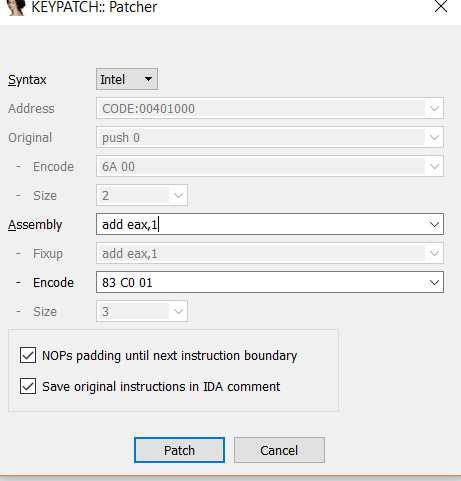 KEYPATCH:: Patcher
Syntax Intel
Address CODE:00401000
Original push 0
- Encode 6A 00
- Size 2
Assembly add eax,1
- Fixup add eax,1
- Encode 83 C0 01
- Size 3
NOPs padding until next instruction boundary
Save original instructions in IDA comment
Patch Cancel